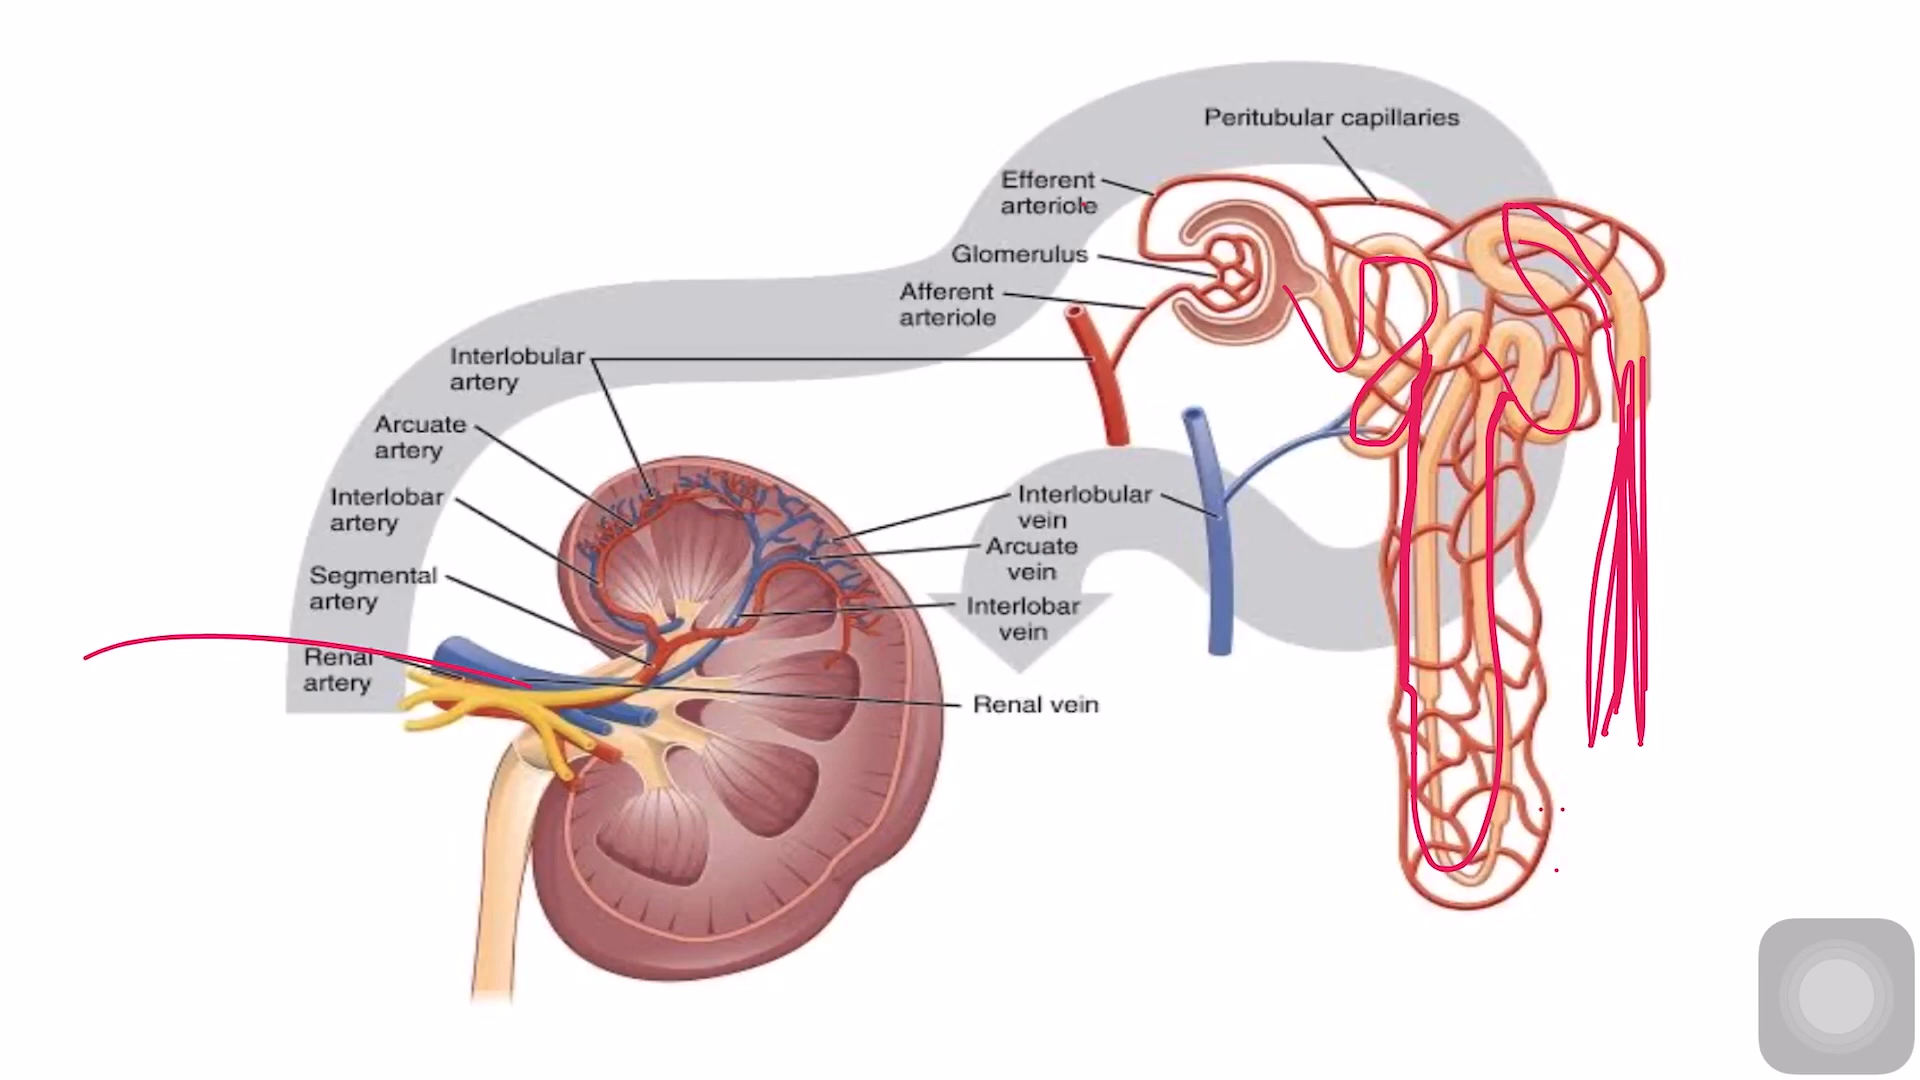 Peritubular capillaries
Efferent
arteriole
Glomerulus
Afferent
arteriole
Interlobular
artery
Arcuate
artery
Interlobar
artery
Segmental
artery
Renal
artery
Interlobular
vein
Arcuate
vein
Interlobar
vein
Renal vein